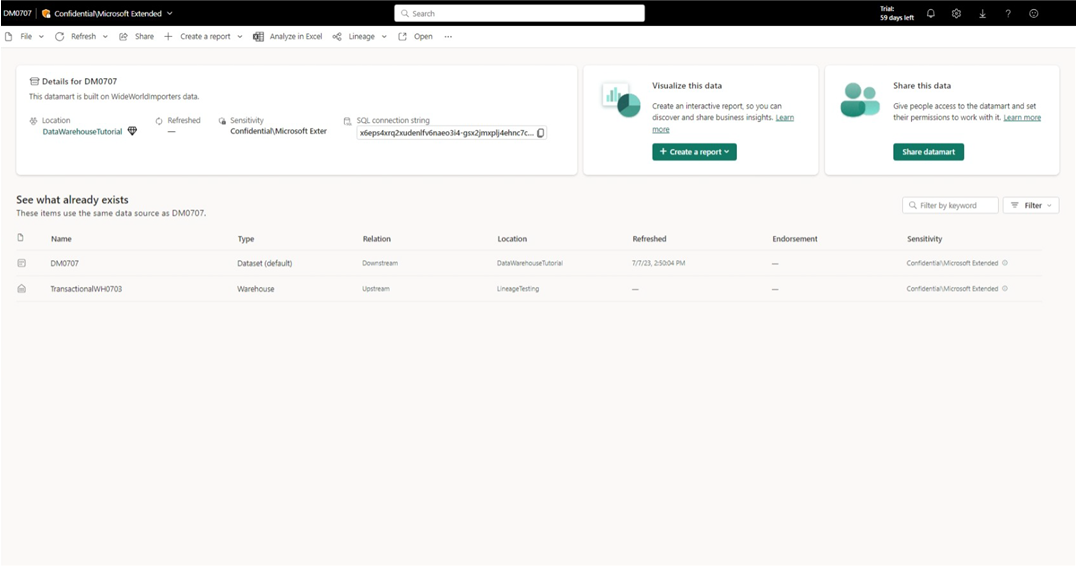 DM0707 Confidential\Microsoft Extended
Search
Trial:
59 days left
File Refresh Share Create a report Analyze in Excel Lineage Open ...
Details for DM0707
This datamart is built on WideWorldImporters data.
Location
DataWarehouseTutorial
Refreshed
—
Sensitivity
Confidential\Microsoft Exter
SQL connection string
x6eps4xrq2xudenlfv6naeo3i4-gsx2jmxplj4ehnc7c...
Visualize this data
Create an interactive report, so you can
discover and share business insights. Learn
more
+ Create a report
Share this data
Give people access to the datamart and set
their permissions to work with it. Learn more
Share datamart
See what already exists
These items use the same data source as DM0707.
Filter by keyword
Filter
Name Type Relation Location Refreshed Endorsement Sensitivity
DM0707 Dataset (default) Downstream DataWarehouseTutorial 7/7/23, 2:50:04 PM — Confidential\Microsoft Extended
TransactionalWH0703 Warehouse Upstream LineageTesting — — Confidential\Microsoft Extended